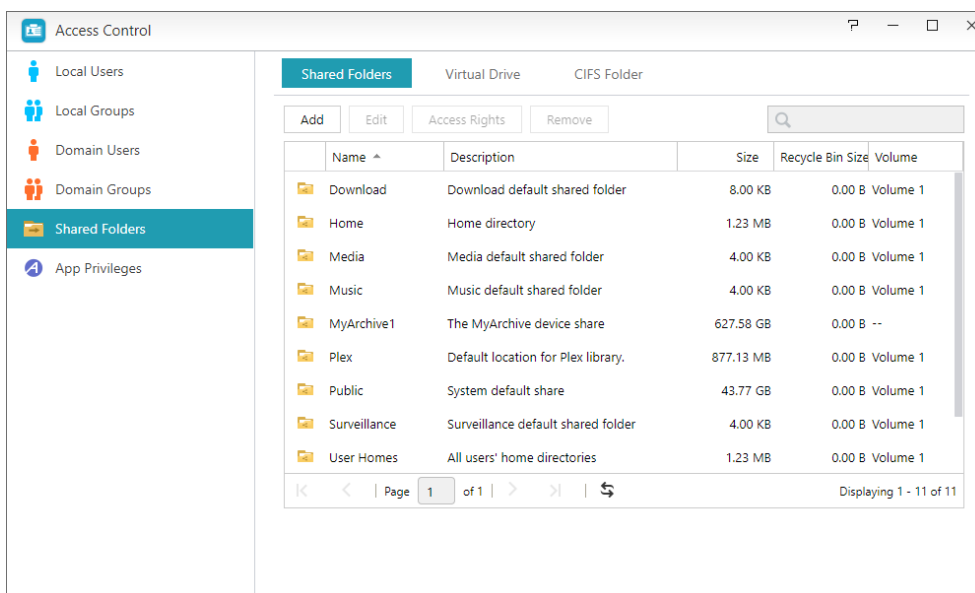 Access Control
Local Users
Local Groups
Domain Users
Domain Groups
Shared Folders
App Privileges
Shared Folders Virtual Drive CIFS Folder
Add Edit Access Rights Remove
Name Description Size Recycle Bin Size Volume
Download Download default shared folder 8.00 KB 0.00 B Volume 1
Home Home directory 1.23 MB 0.00 B Volume 1
Media Media default shared folder 4.00 KB 0.00 B Volume 1
Music Music default shared folder 4.00 KB 0.00 B Volume 1
MyArchive1 The MyArchive device share 627.58 GB 0.00 B --
Plex Default location for Plex library. 877.13 MB 0.00 B Volume 1
Public System default share 43.77 GB 0.00 B Volume 1
Surveillance Surveillance default shared folder 4.00 KB 0.00 B Volume 1
User Homes All users' home directories 1.23 MB 0.00 B Volume 1
Page 1 of 1 Displaying 1 - 11 of 11